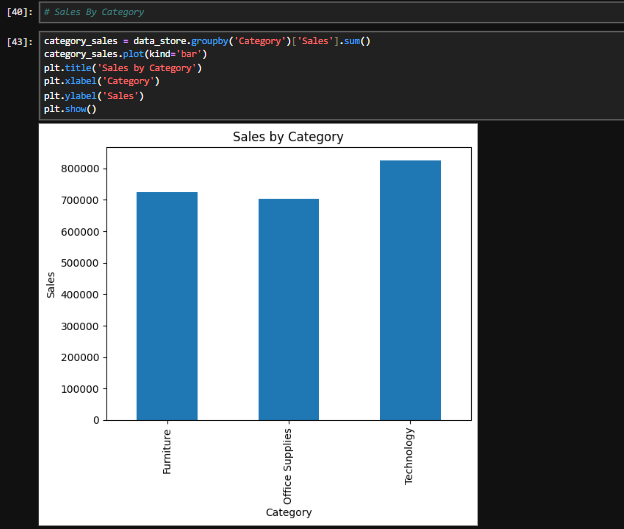 [40]: # Sales By Category
[43]: category_sales = data_store.groupby('Category')['Sales'].sum()
category_sales.plot(kind='bar')
plt.title('Sales by Category')
plt.xlabel('Category')
plt.ylabel('Sales')
plt.show()
Sales by Category
800000
700000
600000
500000
400000
300000
200000
100000
0
Sales
Furniture
Office Supplies
Technology
Category